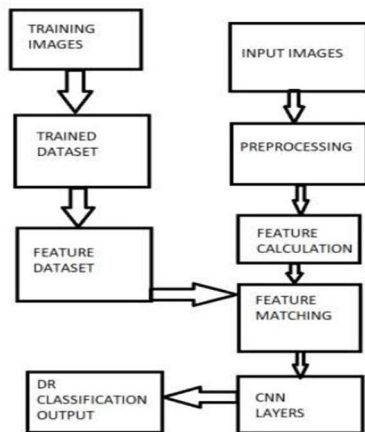 TRAINING
IMAGES
TRAINED
DATASET
FEATURE
DATASET
INPUT IMAGES
PREPROCESSING
FEATURE
CALCULATION
FEATURE
MATCHING
CNN
LAYERS
DR
CLASSIFICATION
OUTPUT